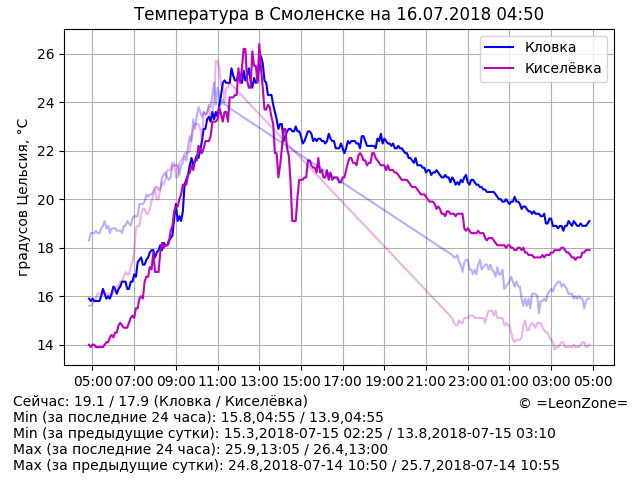 Температура в Смоленске на 16.07.2018 04:50
Кловка
Киселёвка
градусов Цельсия, °C
26
24
22
20
18
16
14
05:00 07:00 09:00 11:00 13:00 15:00 17:00 19:00 21:00 23:00 01:00 03:00 05:00
Сейчас: 19.1 / 17.9 (Кловка / Киселёвка)
© =LeonZone=
Min (за последние 24 часа): 15.8,04:55 / 13.9,04:55
Min (за предыдущие сутки): 15.3,2018-07-15 02:25 / 13.8,2018-07-15 03:10
Max (за последние 24 часа): 25.9,13:05 / 26.4,13:00
Max (за предыдущие сутки): 24.8,2018-07-14 10:50 / 25.7,2018-07-14 10:55